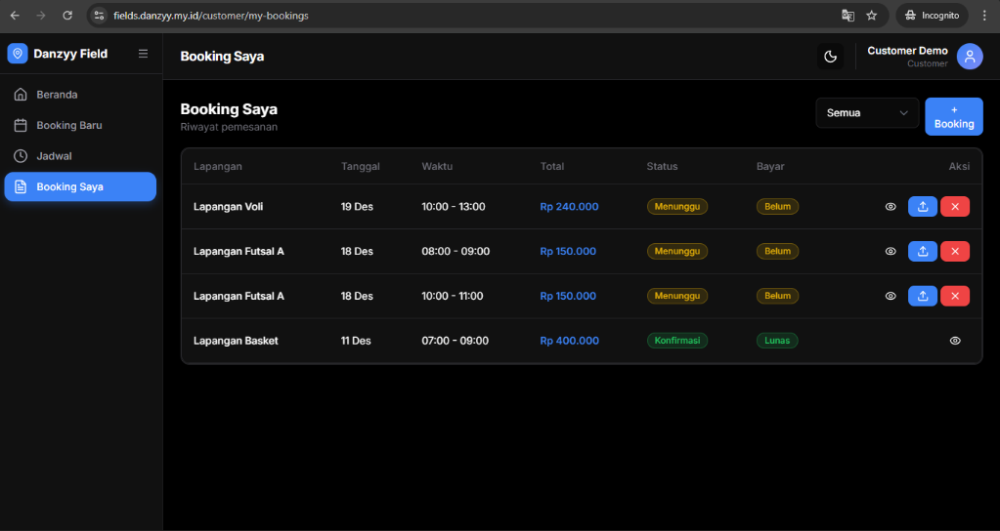 fields.danzyy.my.id/customer/my-bookings
Incognito
Danzyy Field
Booking Saya
Customer Demo
Customer
Beranda
Booking Baru
Jadwal
Booking Saya
Booking Saya
Riwayat pemesanan
Semua
+
Booking
Lapangan Tanggal Waktu Total Status Bayar Aksi
Lapangan Voli 19 Des 10:00 - 13:00 Rp 240.000 Menunggu Belum
Lapangan Futsal A 18 Des 08:00 - 09:00 Rp 150.000 Menunggu Belum
Lapangan Futsal A 18 Des 10:00 - 11:00 Rp 150.000 Menunggu Belum
Lapangan Basket 11 Des 07:00 - 09:00 Rp 400.000 Konfirmasi Lunas